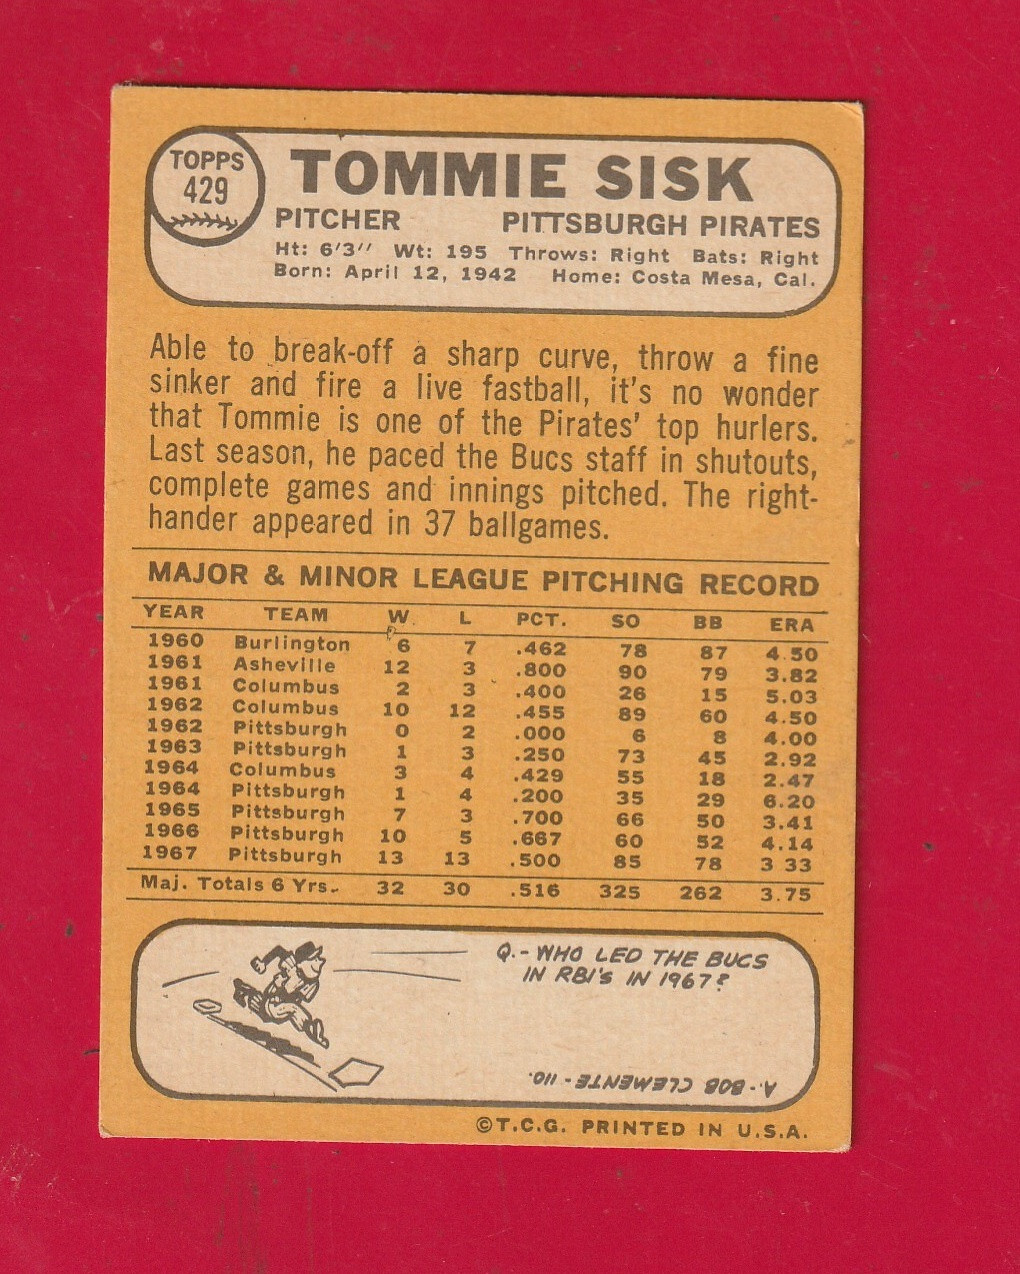 TOPPS
429
TOMMIE SISK
PITCHER PITTSBURGH PIRATES
Ht: 6'3" Wt: 195 Throws: Right Bats: Right
Born: April 12, 1942 Home: Costa Mesa, Cal.
Able to break-off a sharp curve, throw a fine
sinker and fire a live fastball, it's no wonder
that Tommie is one of the Pirates' top hurlers.
Last season, he paced the Bucs staff in shutouts,
complete games and innings pitched. The right-
hander appeared in 37 ballgames.
MAJOR & MINOR LEAGUE PITCHING RECORD
YEAR TEAM W. L PCT. SO BB ERA
1960 Burlington 6 7 .462 78 87 4.50
1961 Asheville 12 3 .800 90 79 3.82
1961 Columbus 2 3 .400 26 15 5.03
1962 Columbus 10 12 .455 89 60 4.50
1962 Pittsburgh 0 2 .000 6 8 4.00
1963 Pittsburgh 1 3 .250 73 45 2.92
1964 Columbus 3 4 .429 55 18 2.47
1964 Pittsburgh 1 4 .200 35 29 6.20
1965 Pittsburgh 7 3 .700 66 50 3.41
1966 Pittsburgh 10 5 .667 60 52 4.14
1967 Pittsburgh 13 13 .500 85 78 3 33
Maj. Totals 6 Yrs. 32 30 .516 325 262 3.75
Q.- WHO LED THE BUCS
IN RBI'S IN 1967?
A.- BOB CLEMENTE - 110.
©T.C.G. PRINTED IN U.S.A.